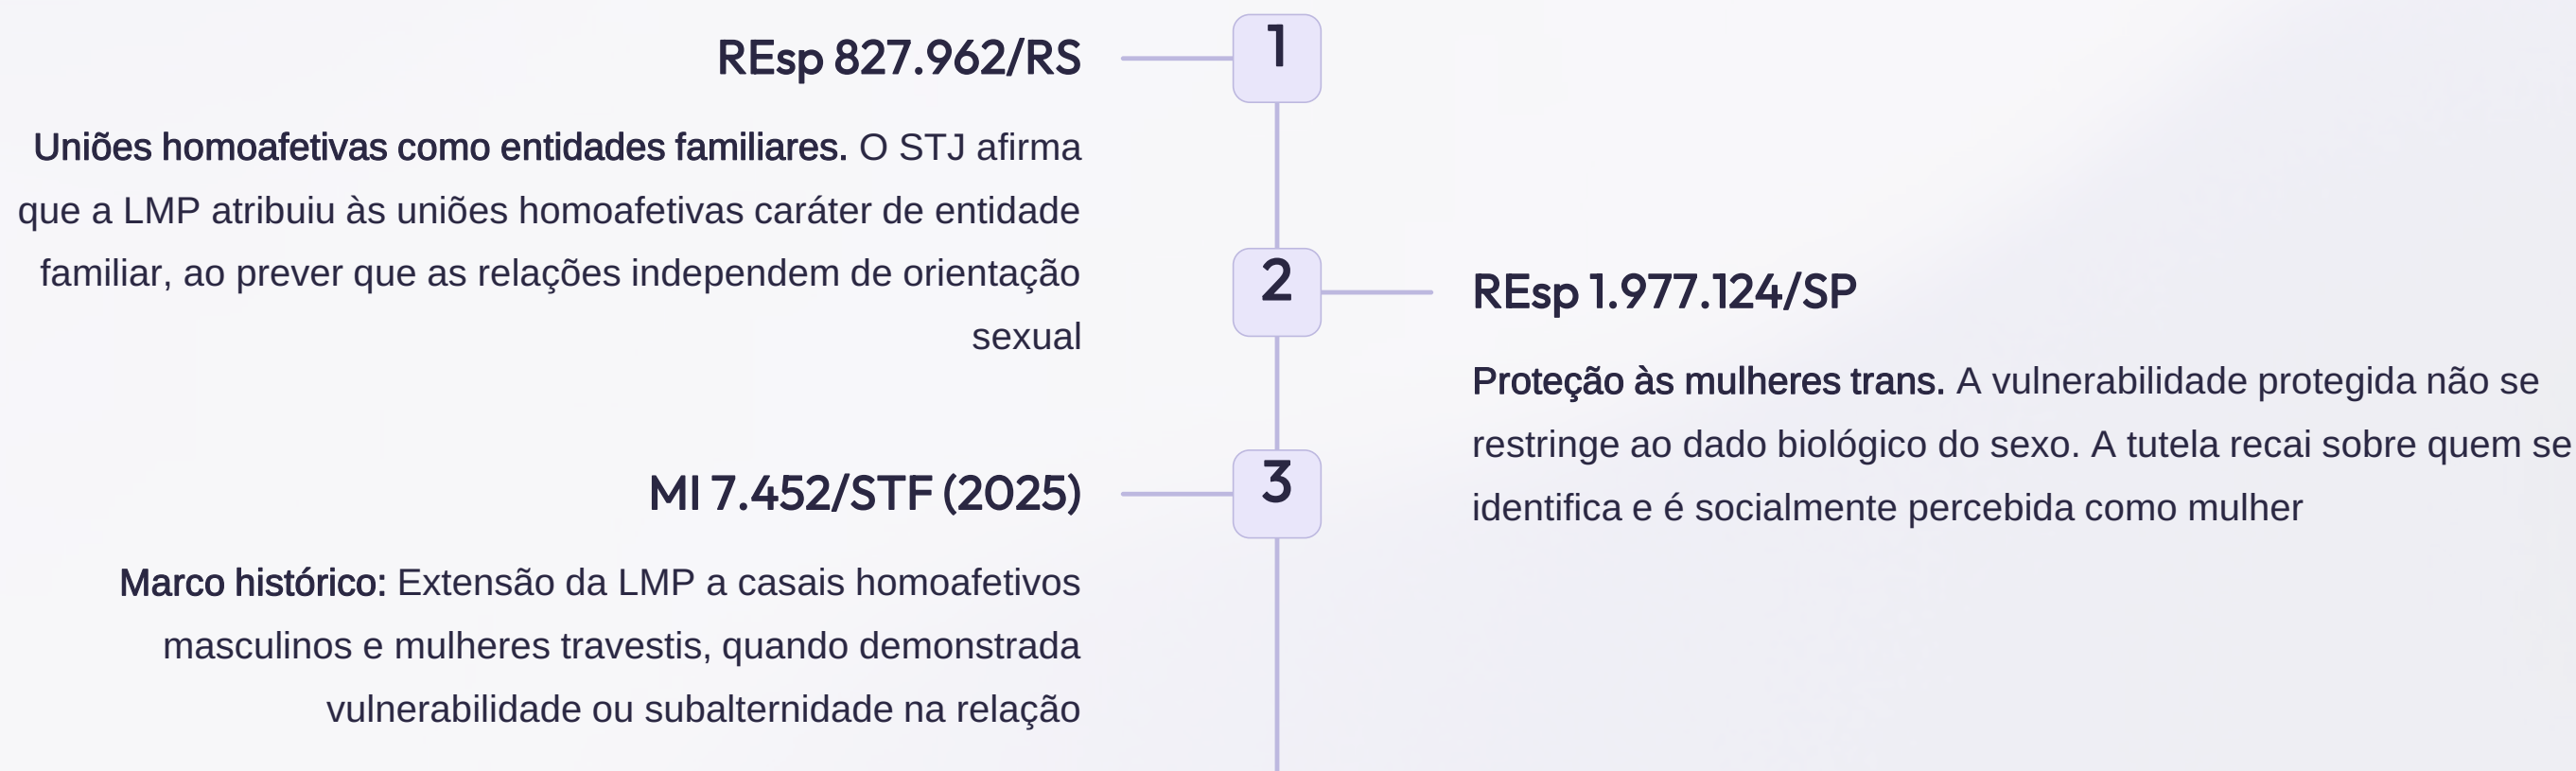 1
REsp 827.962/RS
Uniões homoafetivas como entidades familiares. O STJ afirma
que a LMP atribuiu às uniões homoafetivas caráter de entidade
familiar, ao prever que as relações independem de orientação
sexual
2
REsp 1.977.124/SP
Proteção às mulheres trans. A vulnerabilidade protegida não se
restringe ao dado biológico do sexo. A tutela recai sobre quem se
identifica e é socialmente percebida como mulher
3
MI 7.452/STF (2025)
Marco histórico: Extensão da LMP a casais homoafetivos
masculinos e mulheres travestis, quando demonstrada
vulnerabilidade ou subalternidade na relação